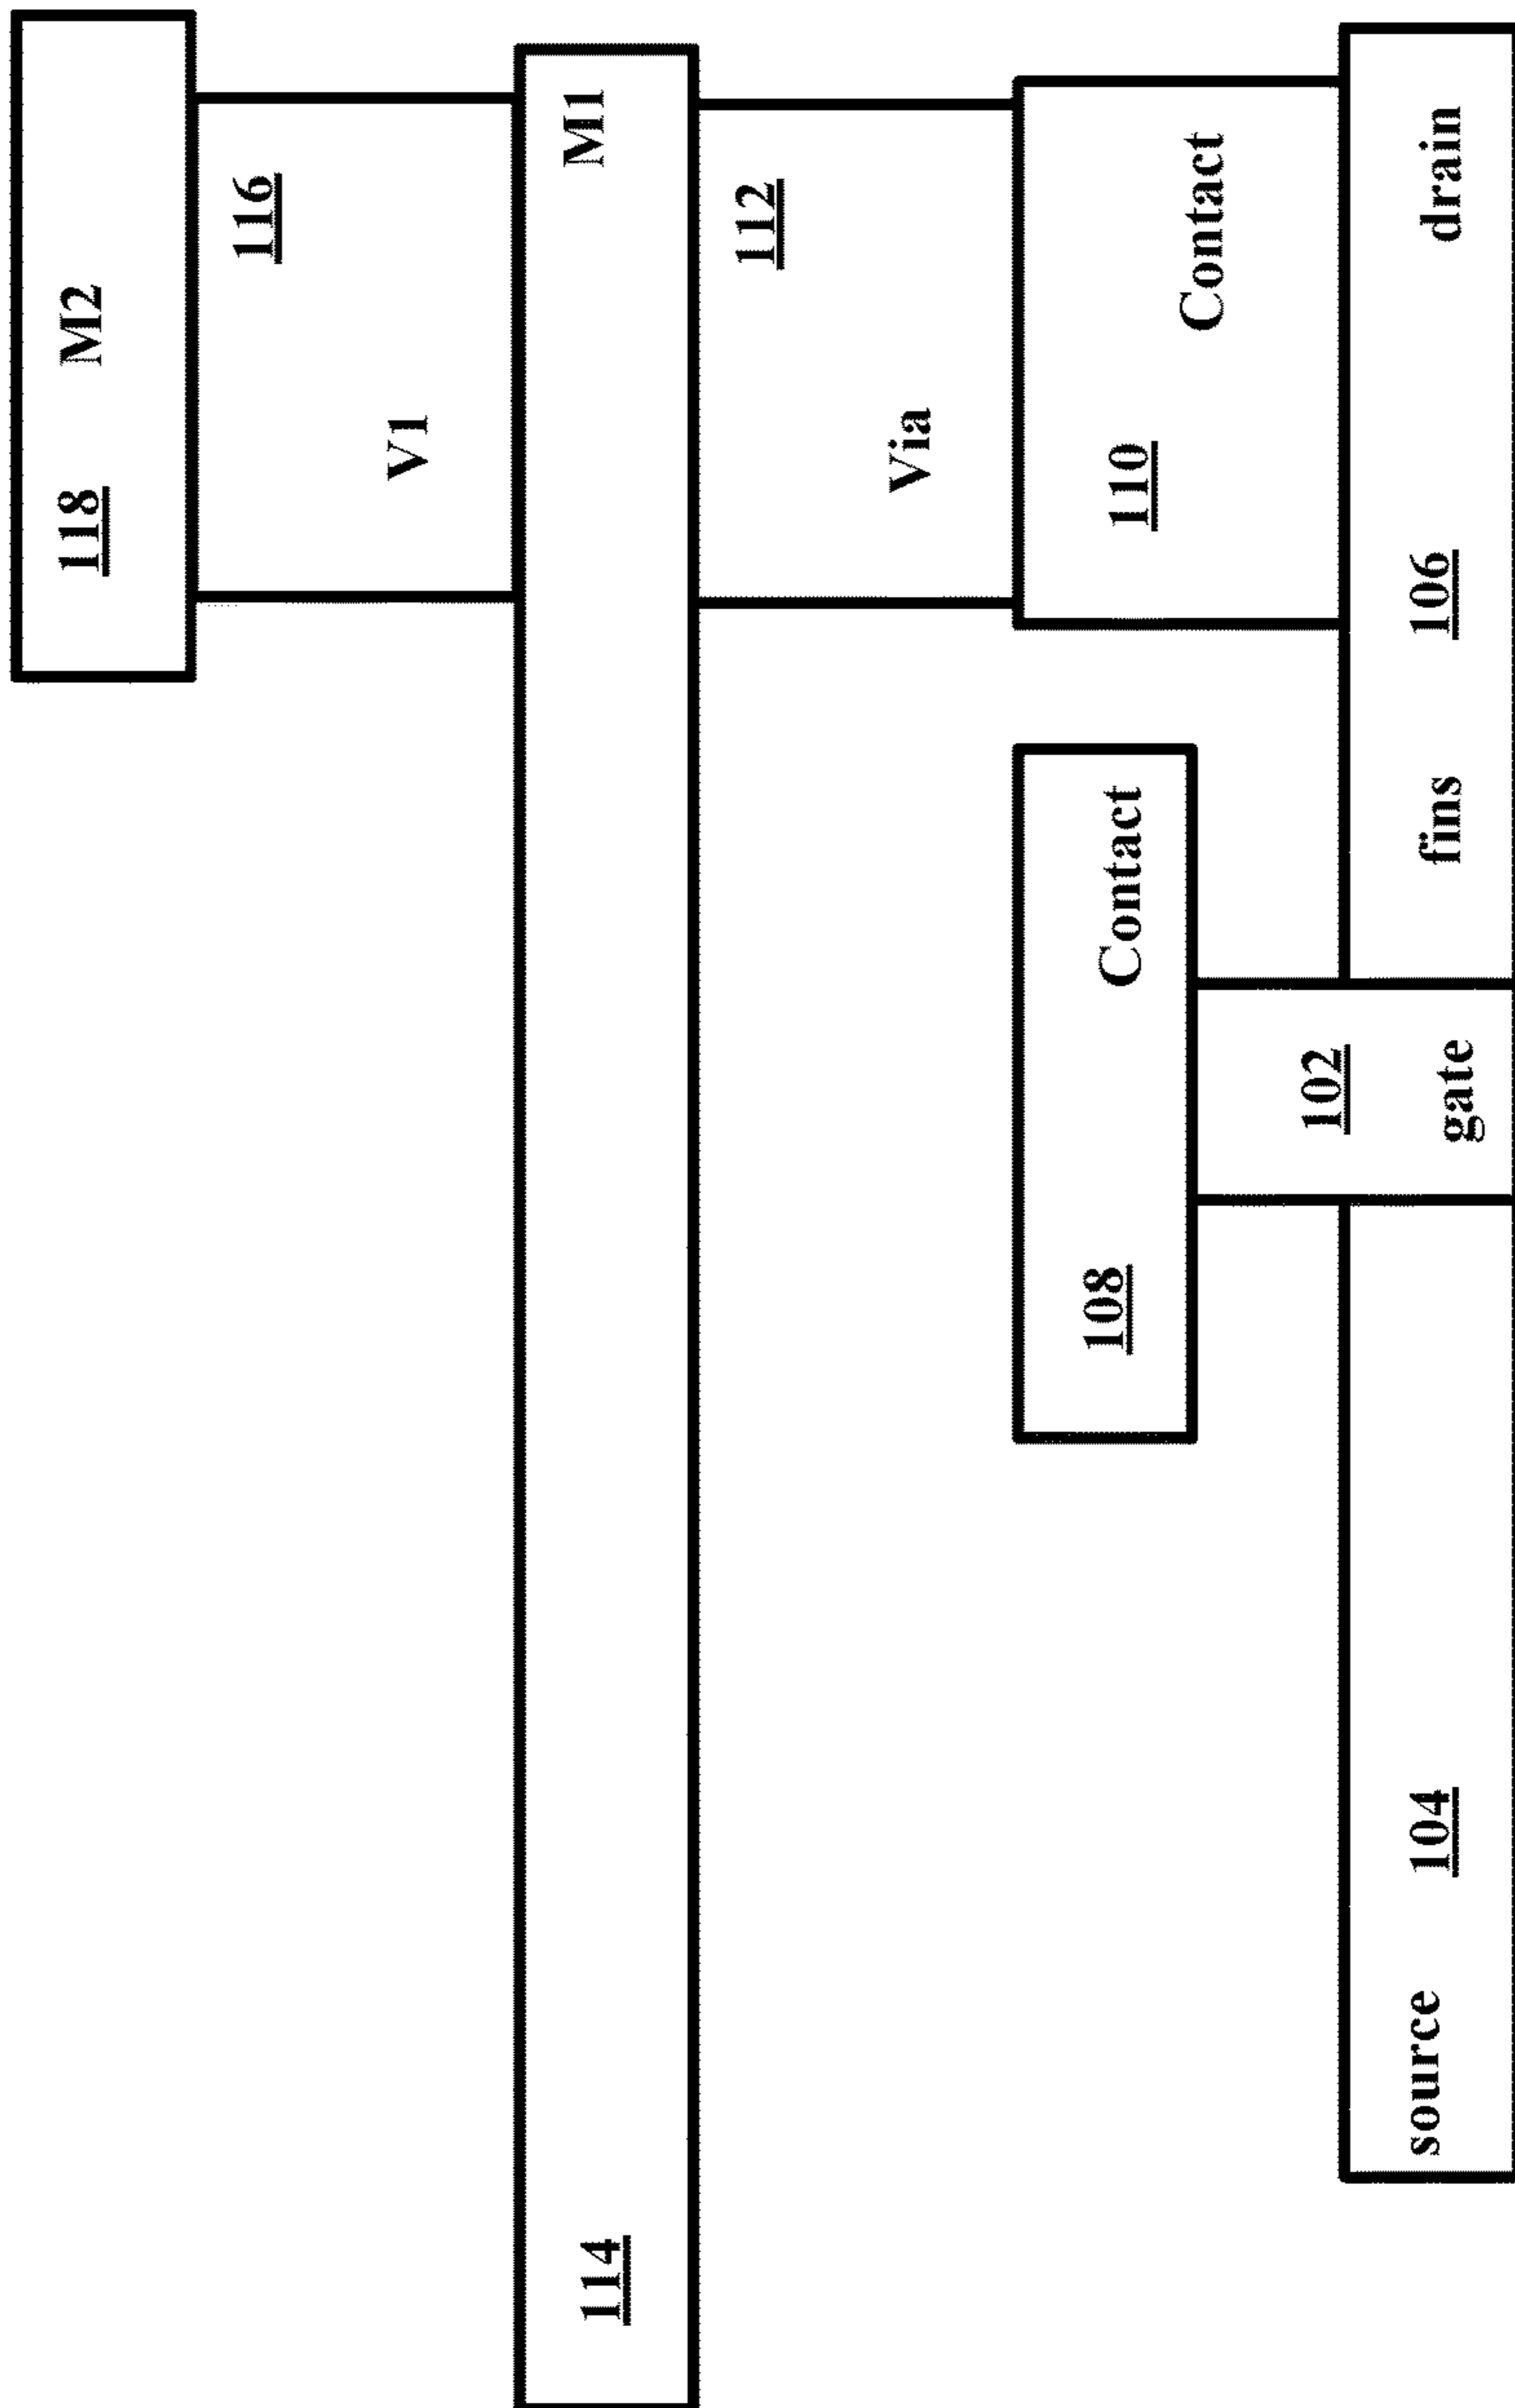 118 M2
116
V1
114 M1
112
Via
108
Contact
110
Contact
102
gate
source 104
fins 106 drain